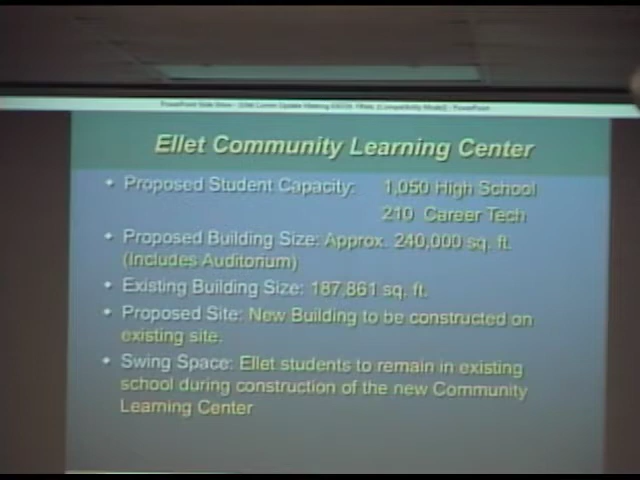 Ellet Community Learning Center
• Proposed Student Capacity: 1,050 High School
210 Career Tech
• Proposed Building Size: Approx. 240,000 sq. ft.
(Includes Auditorium)
• Existing Building Size: 187,861 sq. ft.
• Proposed Site: New Building to be constructed on
existing site.
• Swing Space: Ellet students to remain in existing
school during construction of the new Community
Learning Center